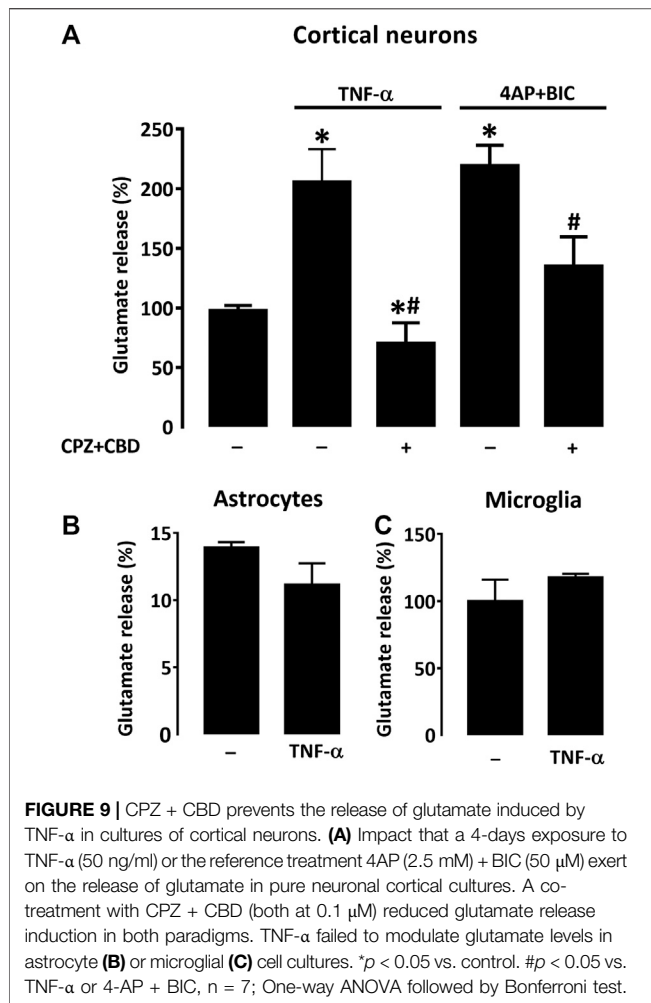 A
Cortical neurons
TNF-α
4AP+BIC
Glutamate release (%)
250
200
150
100
50
0
*
*#
*
#
CPZ+CBD
–
–
+
–
+
B
Astrocytes
Glutamate release (%)
15
10
5
0
–
TNF-α
C
Microglia
Glutamate release (%)
150
100
50
0
–
TNF-α
FIGURE 9 | CPZ + CBD prevents the release of glutamate induced by
TNF-α in cultures of cortical neurons. (A) Impact that a 4-days exposure to
TNF-α (50 ng/ml) or the reference treatment 4AP (2.5 mM) + BIC (50 μM) exert
on the release of glutamate in pure neuronal cortical cultures. A co-
treatment with CPZ + CBD (both at 0.1 μM) reduced glutamate release
induction in both paradigms. TNF-α failed to modulate glutamate levels in
astrocyte (B) or microglial (C) cell cultures. *p < 0.05 vs. control. #p < 0.05 vs.
TNF-α or 4-AP + BIC, n = 7; One-way ANOVA followed by Bonferroni test.